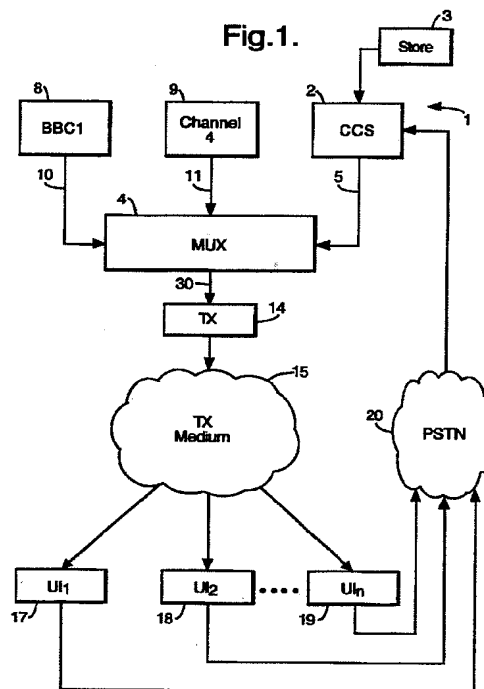 Fig.1.
3
Store
8
BBC1
9
Channel
4
2
CCS
1
10
11
5
4
MUX
30
TX
14
15
TX
Medium
20
PSTN
UI1
17
UI2
18
UIn
19